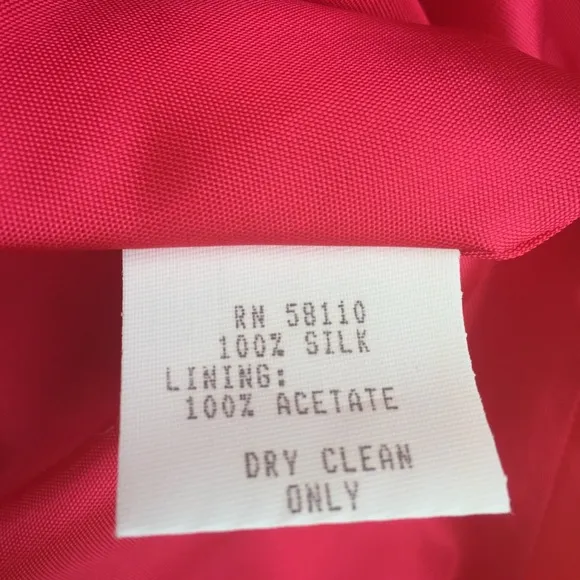 RN 58110
100% SILK
LINING:
100% ACETATE
DRY CLEAN
ONLY